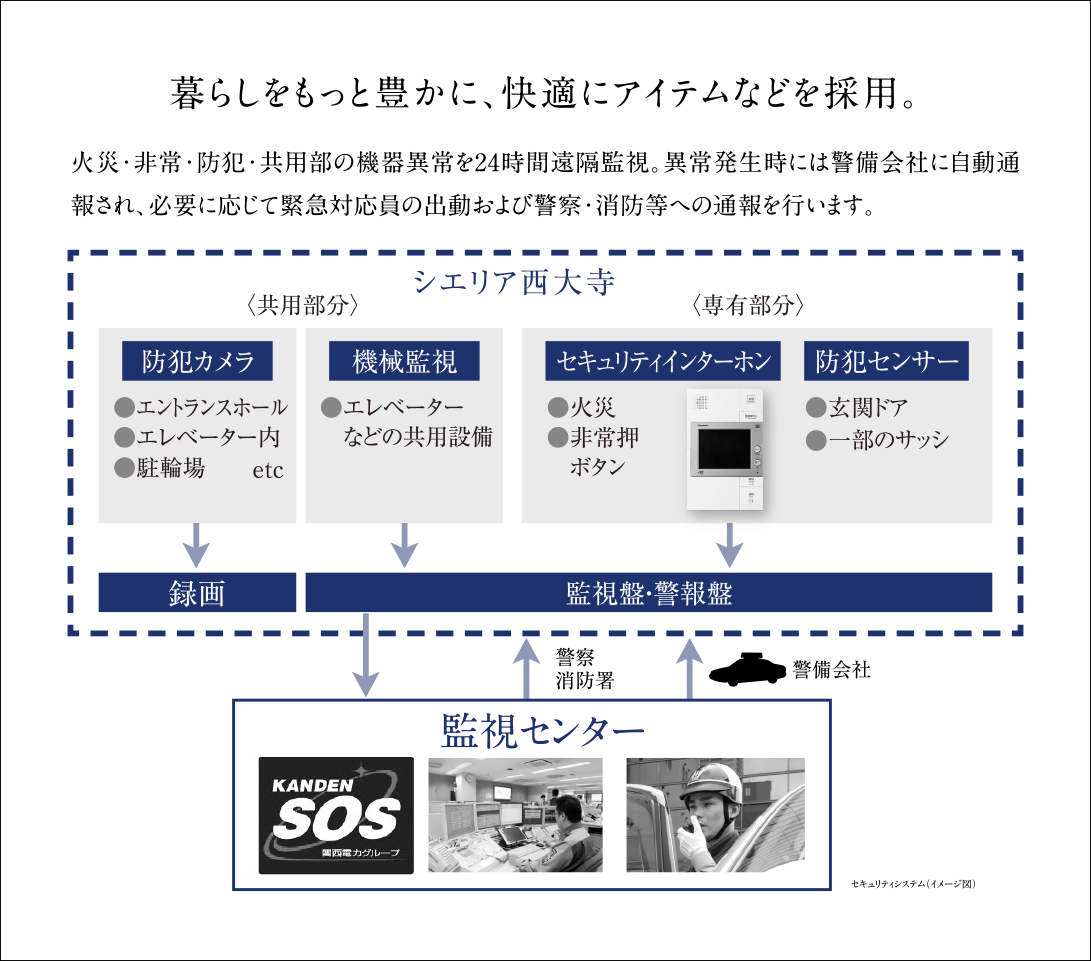 暮らしをもっと豊かに、快適にアイテムなどを採用。
火災・非常・防犯・共用部の機器異常を24時間遠隔監視。異常発生時には警備会社に自動通
報され、必要に応じて緊急対応員の出動および警察・消防等への通報を行います。
シエリア西大寺
〈共用部分〉
〈専有部分〉
防犯カメラ
●エントランスホール
●エレベーター内
●駐輪場 etc
機械監視
●エレベーター
などの共用設備
セキュリティインターホン
●火災
●非常押
ボタン
防犯センサー
●玄関ドア
●一部のサッシ
録画
監視盤・警報盤
警察
消防署
警備会社
監視センター
KANDEN
SOS
関西電力グループ
セキュリティシステム(イメージ図)